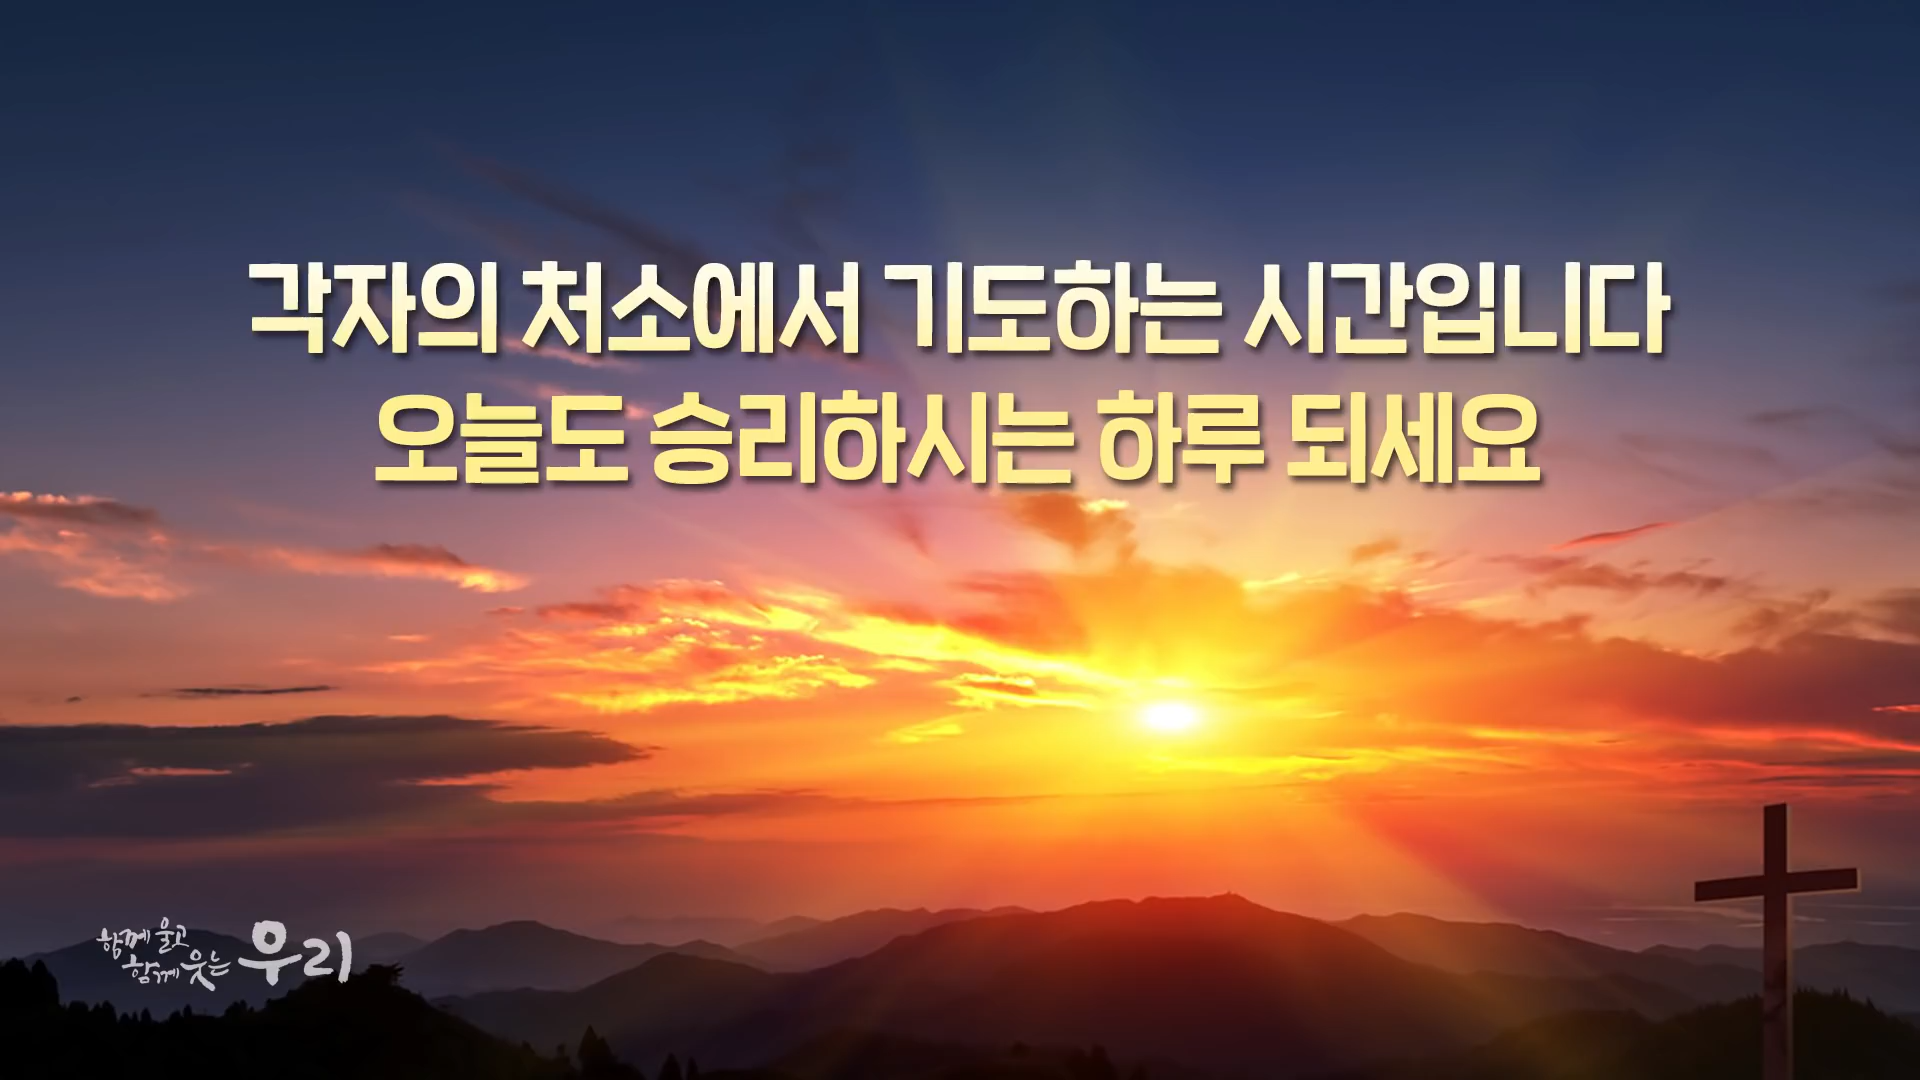 각자의 처소에서 기도하는 시간입니다
오늘도 승리하시는 하루 되세요
함께 울고
함께 웃는 우리